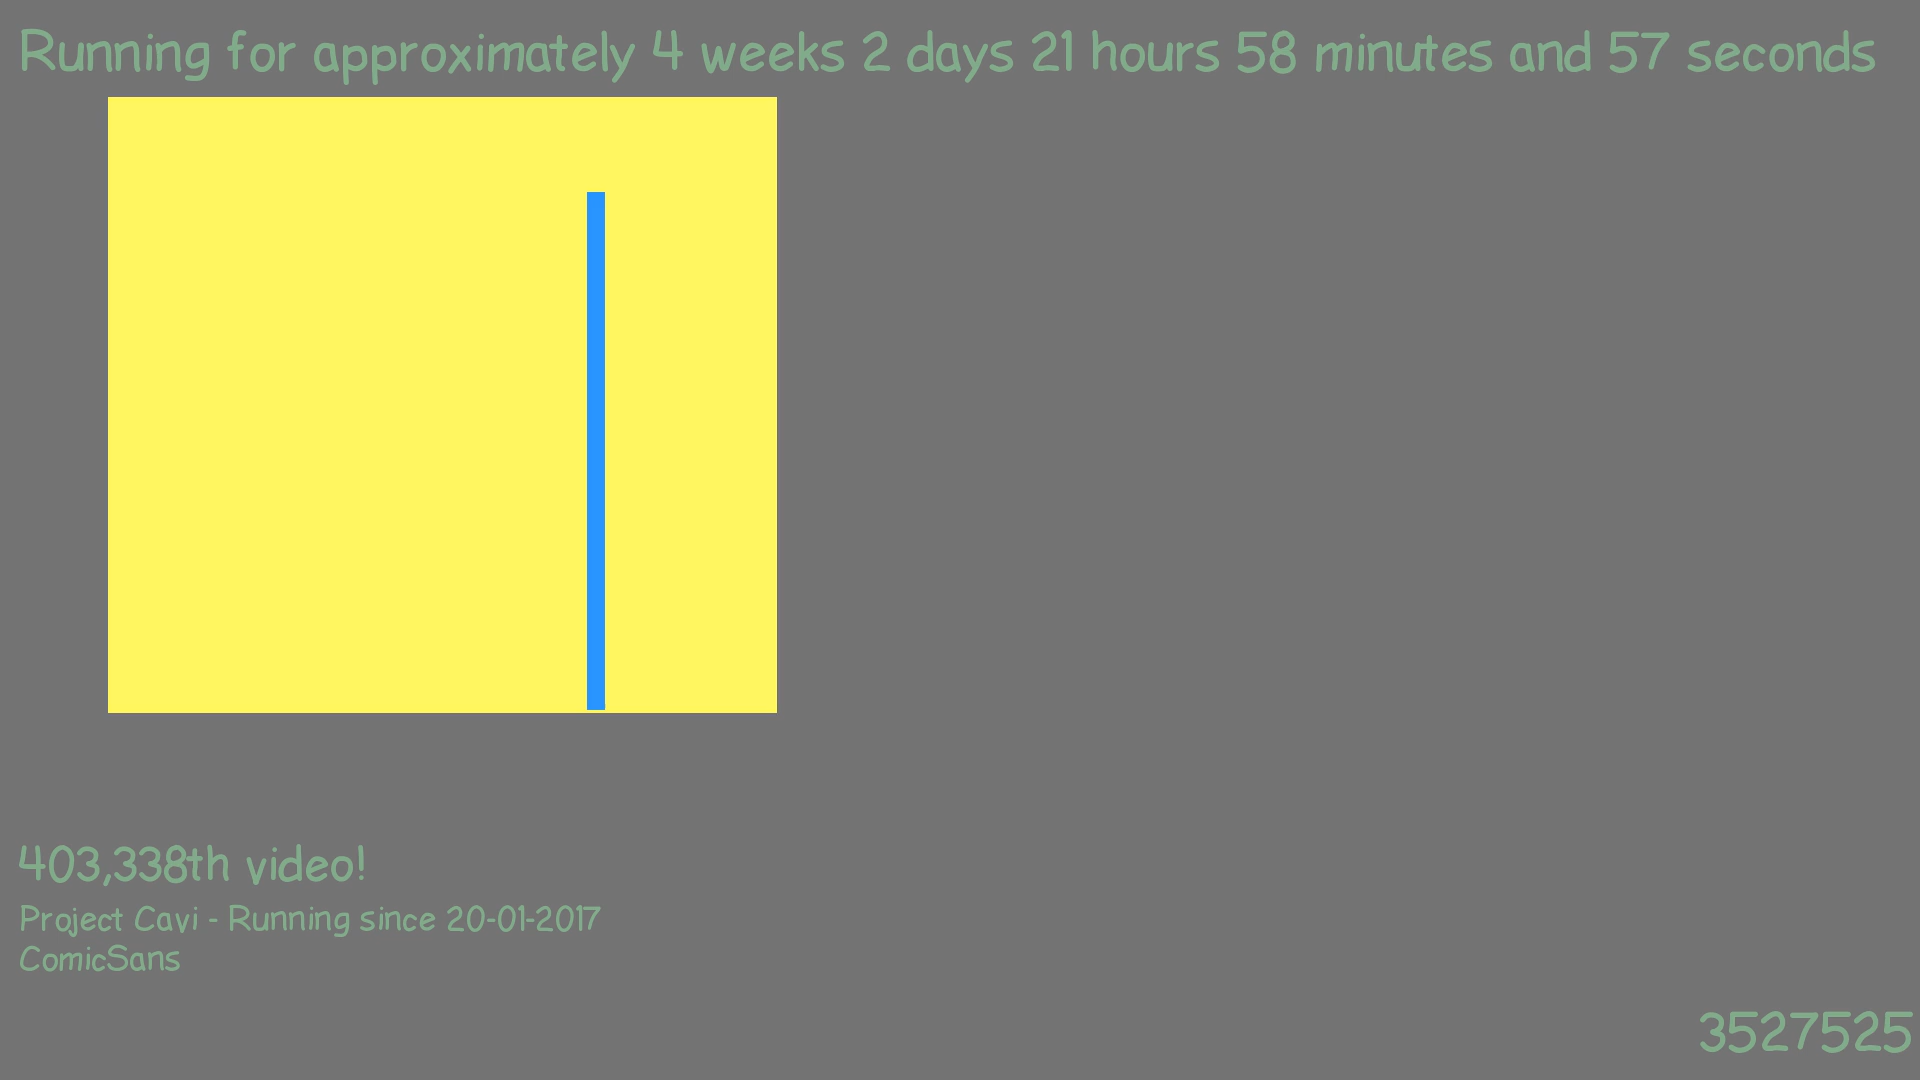 Running for approximately 4 weeks 2 days 21 hours 58 minutes and 57 seconds
403,338th video!
Project Cavi - Running since 20-01-2017
ComicSans
3527525